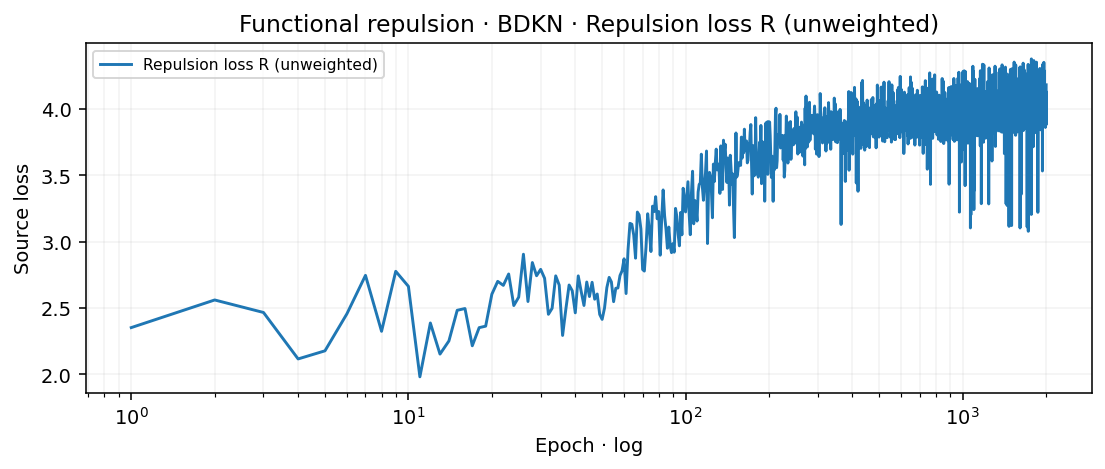 Functional repulsion · BDKN · Repulsion loss R (unweighted)
Repulsion loss R (unweighted)
Source loss
4.0
3.5
3.0
2.5
2.0
10⁰
10¹
10²
10³
Epoch · log